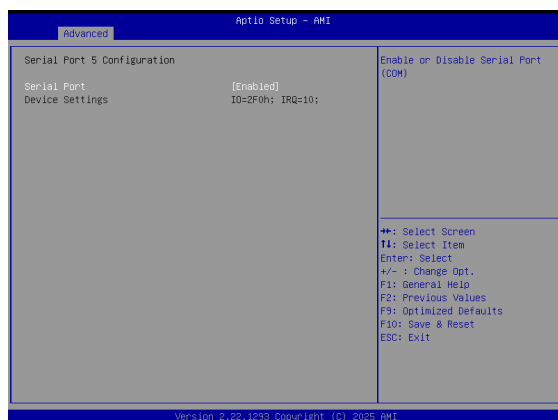 Aptio Setup - AMI
Advanced
Serial Port 5 Configuration
Serial Port [Enabled]
Device Settings IO=2F0h; IRQ=10;
Enable or Disable Serial Port
(COM)
→←: Select Screen
↑↓: Select Item
Enter: Select
+/- : Change Opt.
F1: General Help
F2: Previous Values
F9: Optimized Defaults
F10: Save & Reset
ESC: Exit
Version 2.22.1293 Copyright (C) 2025 AMI